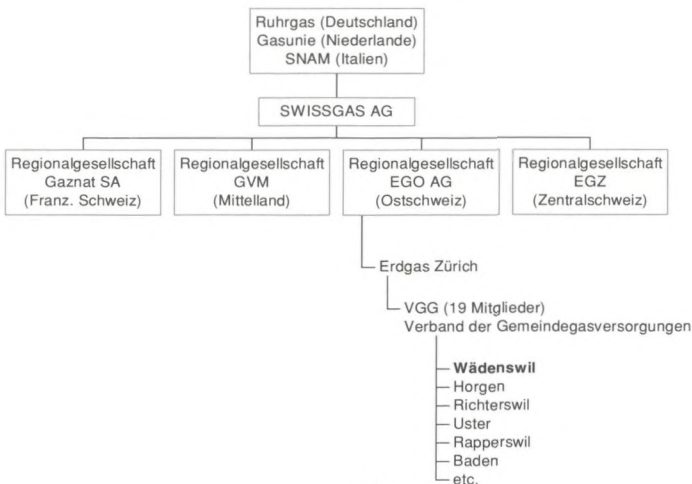 Ruhrgas (Deutschland)
Gasunie (Niederlande)
SNAM (Italien)
SWISSGAS AG
Regionalgesellschaft
Gaznat SA
(Franz. Schweiz)
Regionalgesellschaft
GVM
(Mittelland)
Regionalgesellschaft
EGO AG
(Ostschweiz)
Regionalgesellschaft
EGZ
(Zentralschweiz)
Erdgas Zürich
VGG (19 Mitglieder)
Verband der Gemeindegasversorgungen
Wädenswil
Horgen
Richterswil
Uster
Rapperswil
Baden
etc.